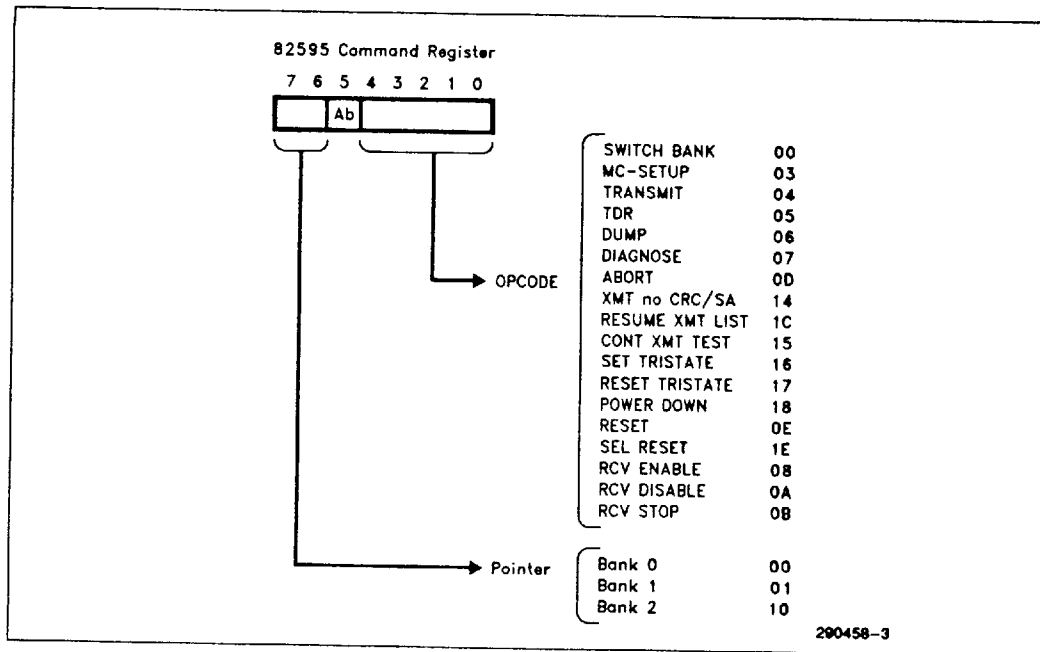 82595 Command Register
7 6 5 4 3 2 1 0
Ab
SWITCH BANK 00
MC-SETUP 03
TRANSMIT 04
TDR 05
DUMP 06
DIAGNOSE 07
OPCODE
ABORT 0D
XMT no CRC/SA 14
RESUME XMT LIST 1C
CONT XMT TEST 15
SET TRISTATE 16
RESET TRISTATE 17
POWER DOWN 18
RESET 0E
SEL RESET 1E
RCV ENABLE 08
RCV DISABLE 0A
RCV STOP 0B
Pointer
Bank 0 00
Bank 1 01
Bank 2 10
290458-3